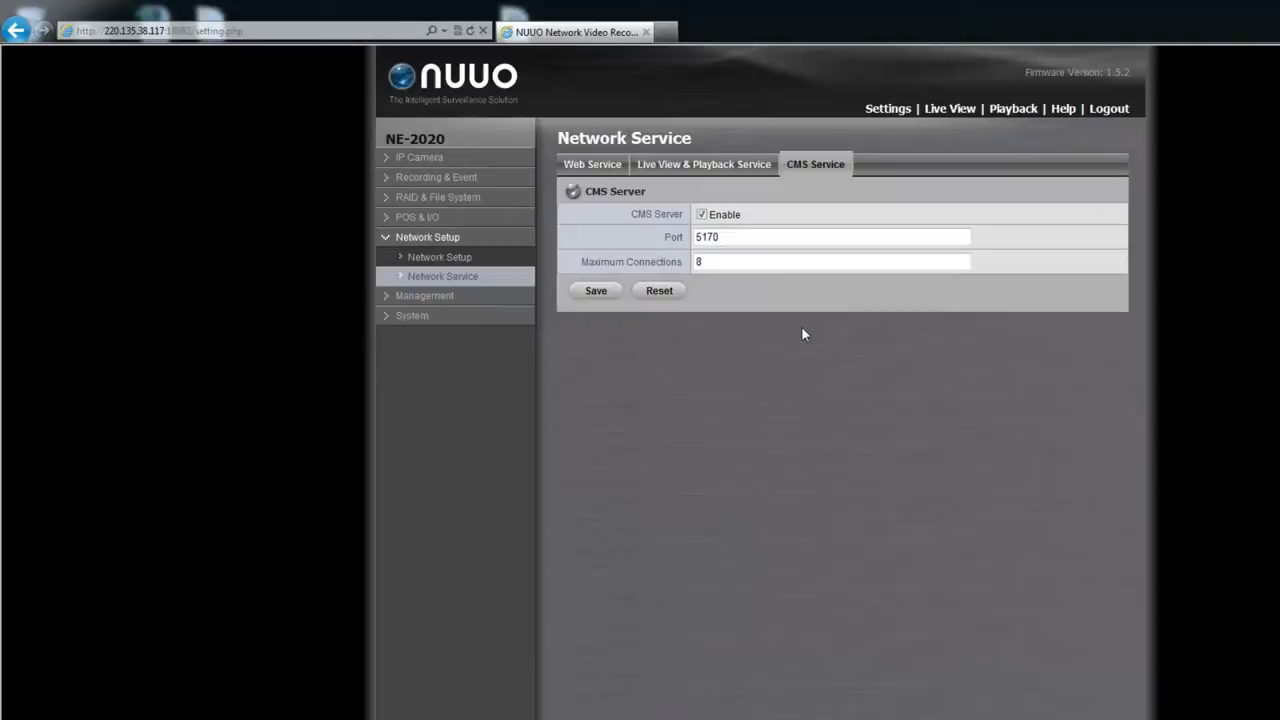 http://220.135.38.117: /setting.php
NUUO Network Video Reco...
nuuo
The Intelligent Surveillance Solution
Firmware Version: 1.5.2
Settings | Live View | Playback | Help | Logout
NE-2020
IP Camera
Recording & Event
RAID & File System
POS & I/O
Network Setup
Network Setup
Network Service
Management
System
Network Service
Web Service
Live View & Playback Service
CMS Service
CMS Server
CMS Server Enable
Port 5170
Maximum Connections 8
Save Reset